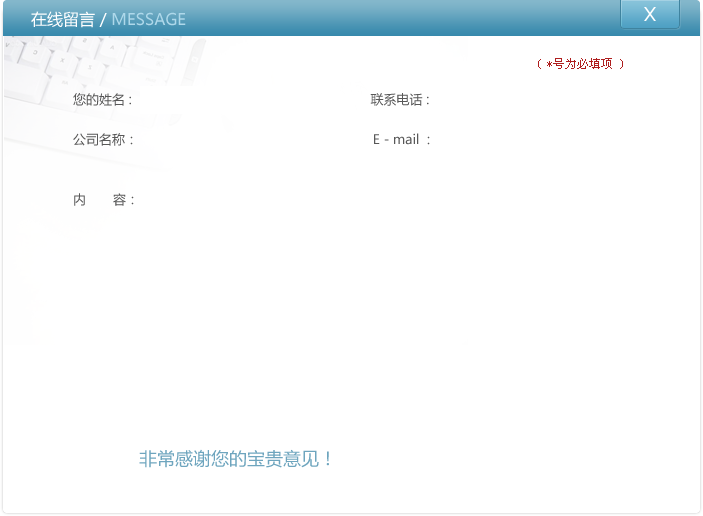 在线留言 / MESSAGE X
（ *号为必填项 ）
您的姓名 : 联系电话 :
公司名称 : E - mail :
内 容 :
非常感谢您的宝贵意见！